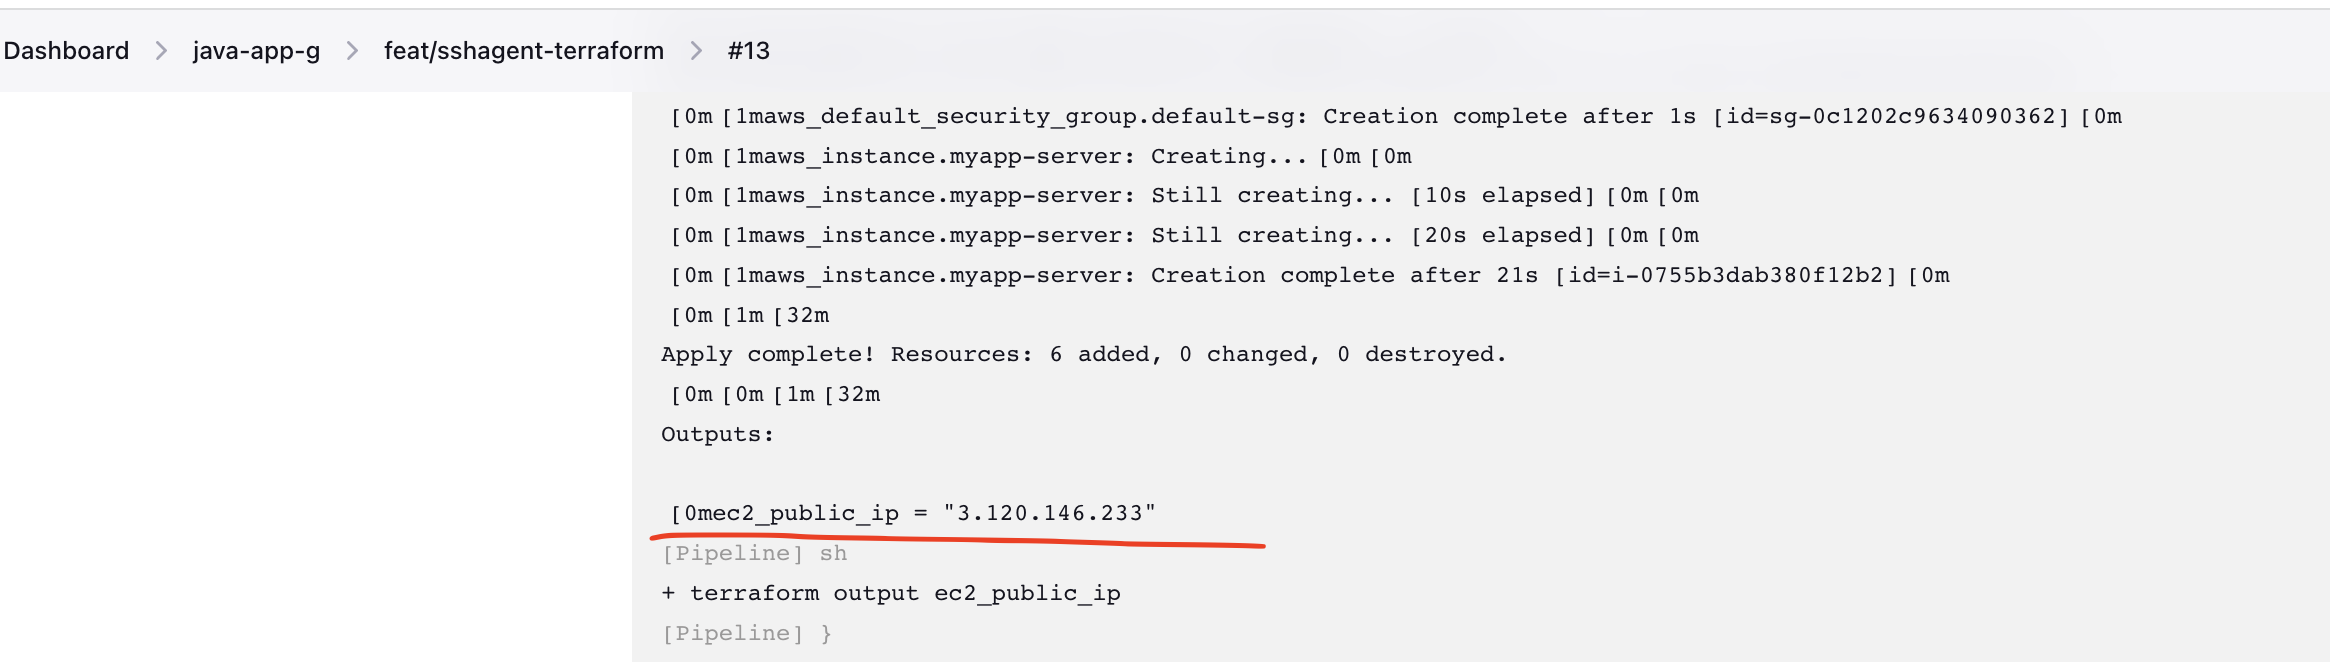 Dashboard > java-app-g > feat/sshagent-terraform > #13
[0m [1maws_default_security_group.default-sg: Creation complete after 1s [id=sg-0c1202c9634090362] [0m
[0m [1maws_instance.myapp-server: Creating... [0m [0m
[0m [1maws_instance.myapp-server: Still creating... [10s elapsed] [0m [0m
[0m [1maws_instance.myapp-server: Still creating... [20s elapsed] [0m [0m
[0m [1maws_instance.myapp-server: Creation complete after 21s [id=i-0755b3dab380f12b2] [0m
[0m [1m [32m
Apply complete! Resources: 6 added, 0 changed, 0 destroyed.
[0m [0m [1m [32m
Outputs:
[0mec2_public_ip = "3.120.146.233"
[Pipeline] sh
+ terraform output ec2_public_ip
[Pipeline] }